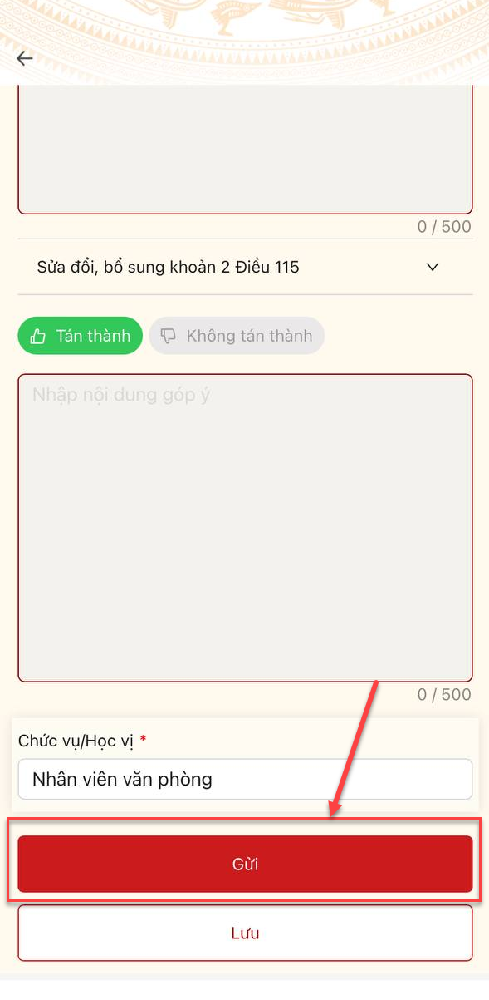 0 / 500
Sửa đổi, bổ sung khoản 2 Điều 115
Tán thành
Không tán thành
Nhập nội dung góp ý
0 / 500
Chức vụ/Học vị *
Nhân viên văn phòng
Gửi
Lưu